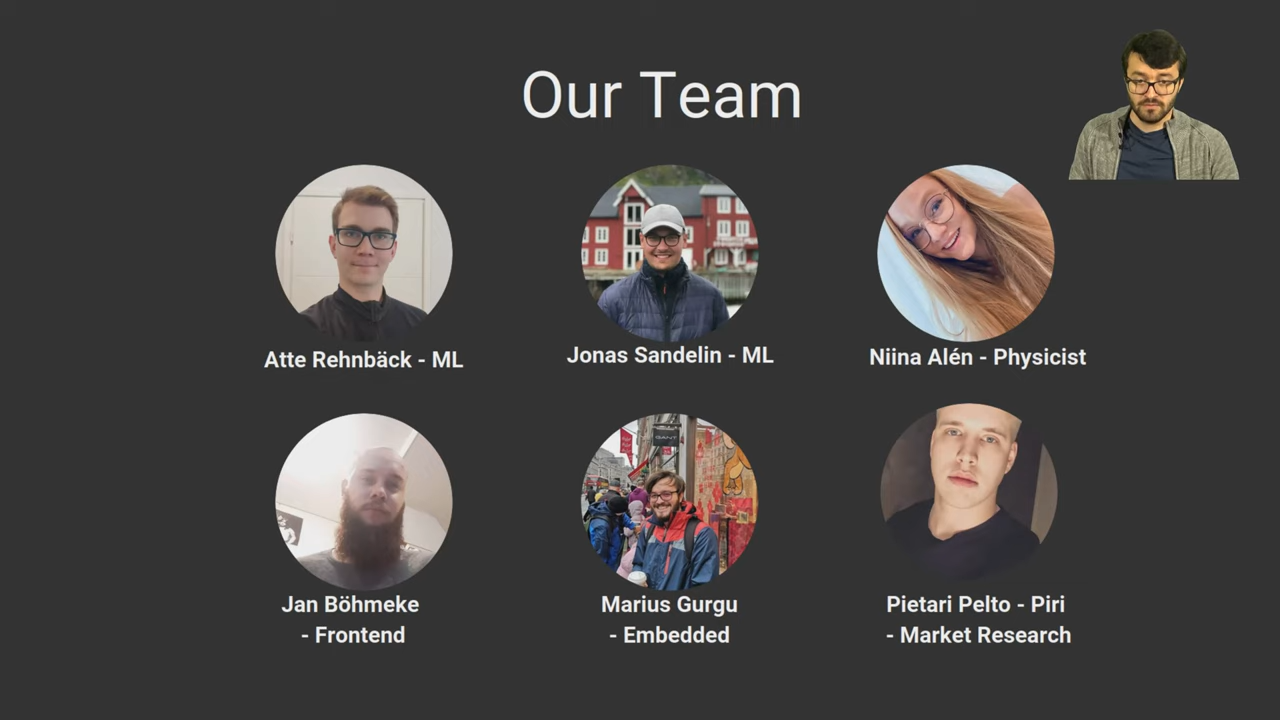 Our Team
Atte Rehnbäck - ML
Jonas Sandelin - ML
Niina Alén - Physicist
Jan Böhmeke
- Frontend
GANT
Marius Gurgu
- Embedded
Pietari Pelto - Piri
- Market Research